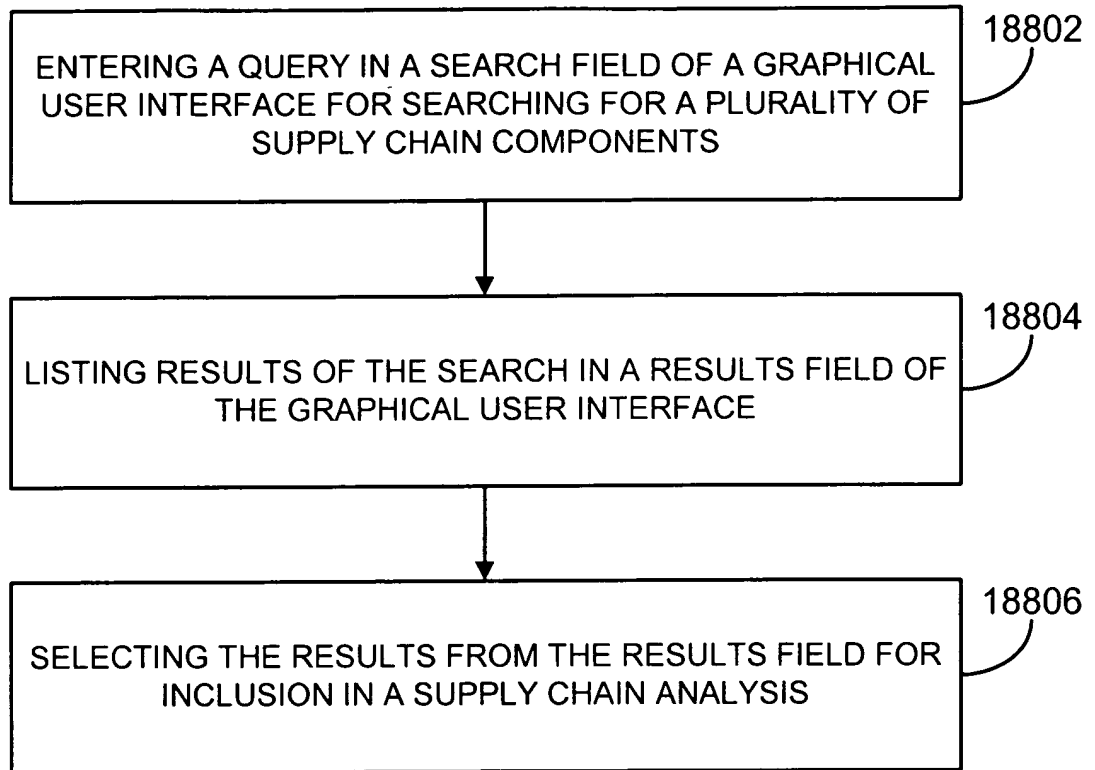 18802
ENTERING A QUERY IN A SEARCH FIELD OF A GRAPHICAL
USER INTERFACE FOR SEARCHING FOR A PLURALITY OF
SUPPLY CHAIN COMPONENTS
18804
LISTING RESULTS OF THE SEARCH IN A RESULTS FIELD OF
THE GRAPHICAL USER INTERFACE
18806
SELECTING THE RESULTS FROM THE RESULTS FIELD FOR
INCLUSION IN A SUPPLY CHAIN ANALYSIS